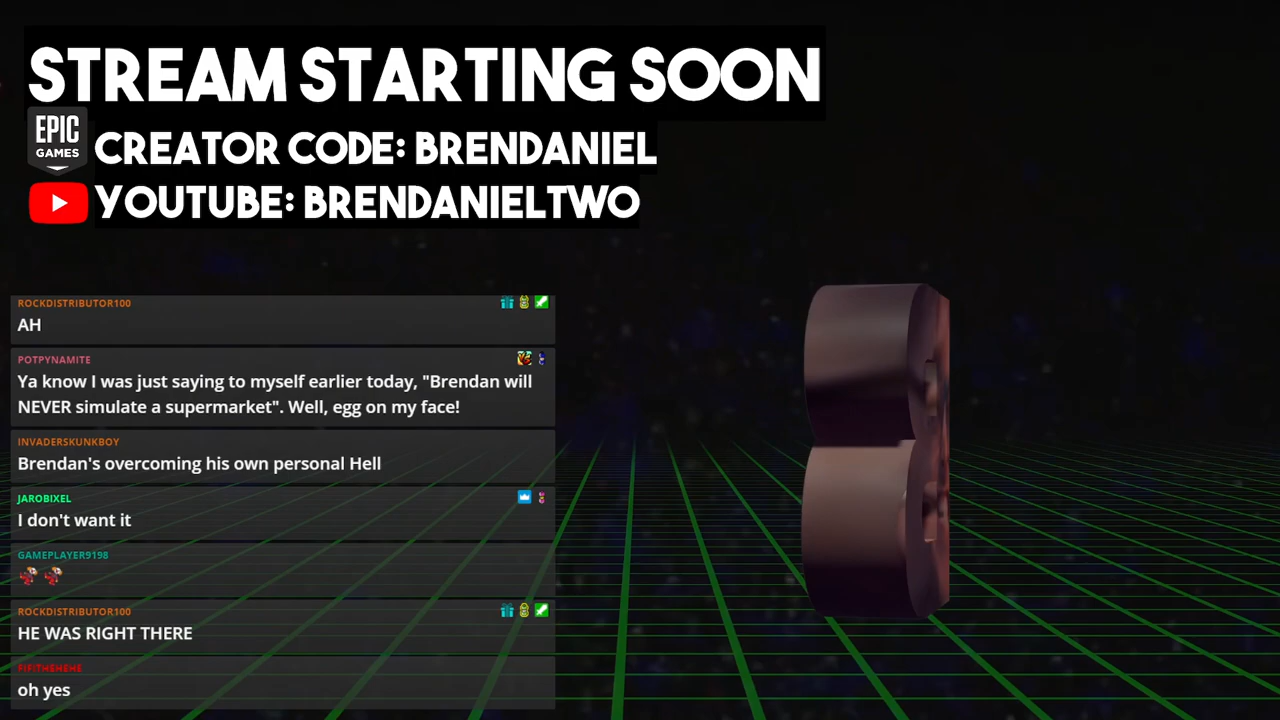 STREAM STARTING SOON
EPIC
GAMES
CREATOR CODE: BRENDANIEL
YOUTUBE: BRENDANIELTWO
ROCKDISTRIBUTOR100
AH
POTPYNAMITE
Ya know I was just saying to myself earlier today, "Brendan will
NEVER simulate a supermarket". Well, egg on my face!
INVADERSKUNKBOY
Brendan's overcoming his own personal Hell
JAROBIXEL
I don't want it
GAMEPLAYER9198
ROCKDISTRIBUTOR100
HE WAS RIGHT THERE
FIFITHEHEHE
oh yes